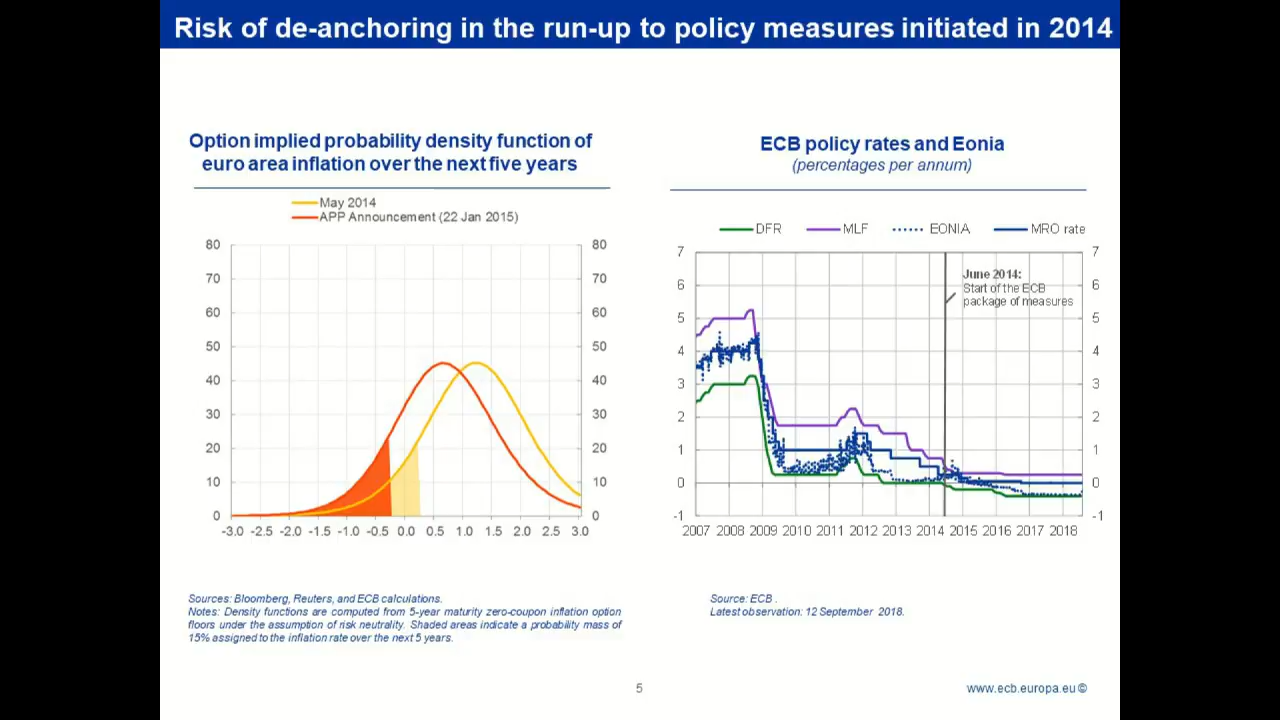 Risk of de-anchoring in the run-up to policy measures initiated in 2014
Option implied probability density function of
euro area inflation over the next five years
May 2014
APP Announcement (22 Jan 2015)
80
70
60
50
40
30
20
10
0
80
70
60
50
40
30
20
10
0
-3.0 -2.5 -2.0 -1.5 -1.0 -0.5 0.0 0.5 1.0 1.5 2.0 2.5 3.0
Sources: Bloomberg, Reuters, and ECB calculations.
Notes: Density functions are computed from 5-year maturity zero-coupon inflation option
floors under the assumption of risk neutrality. Shaded areas indicate a probability mass of
15% assigned to the inflation rate over the next 5 years.
ECB policy rates and Eonia
(percentages per annum)
DFR MLF EONIA MRO rate
7
6
5
4
3
2
1
0
-1
June 2014:
Start of the ECB
package of measures
7
6
5
4
3
2
1
0
-1
2007 2008 2009 2010 2011 2012 2013 2014 2015 2016 2017 2018
Source: ECB .
Latest observation: 12 September 2018.
5
www.ecb.europa.eu ©